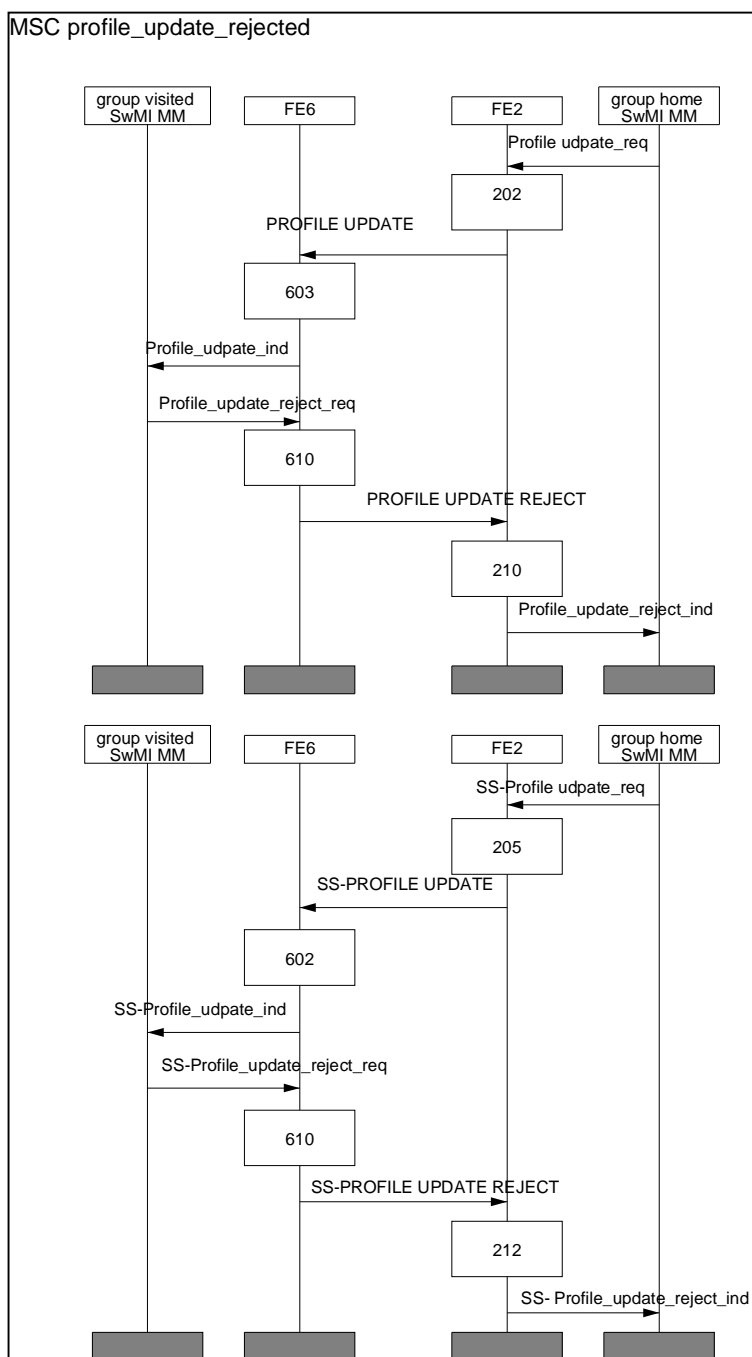 MSC profile_update_rejected
group visited
SwMI MM
FE6
FE2
group home
SwMI MM
Profile udpate_req
202
PROFILE UPDATE
603
Profile_udpate_ind
Profile_update_reject_req
610
PROFILE UPDATE REJECT
210
Profile_update_reject_ind
group visited
SwMI MM
FE6
FE2
group home
SwMI MM
SS-Profile udpate_req
205
SS-PROFILE UPDATE
602
SS-Profile_udpate_ind
SS-Profile_update_reject_req
610
SS-PROFILE UPDATE REJECT
212
SS- Profile_update_reject_ind